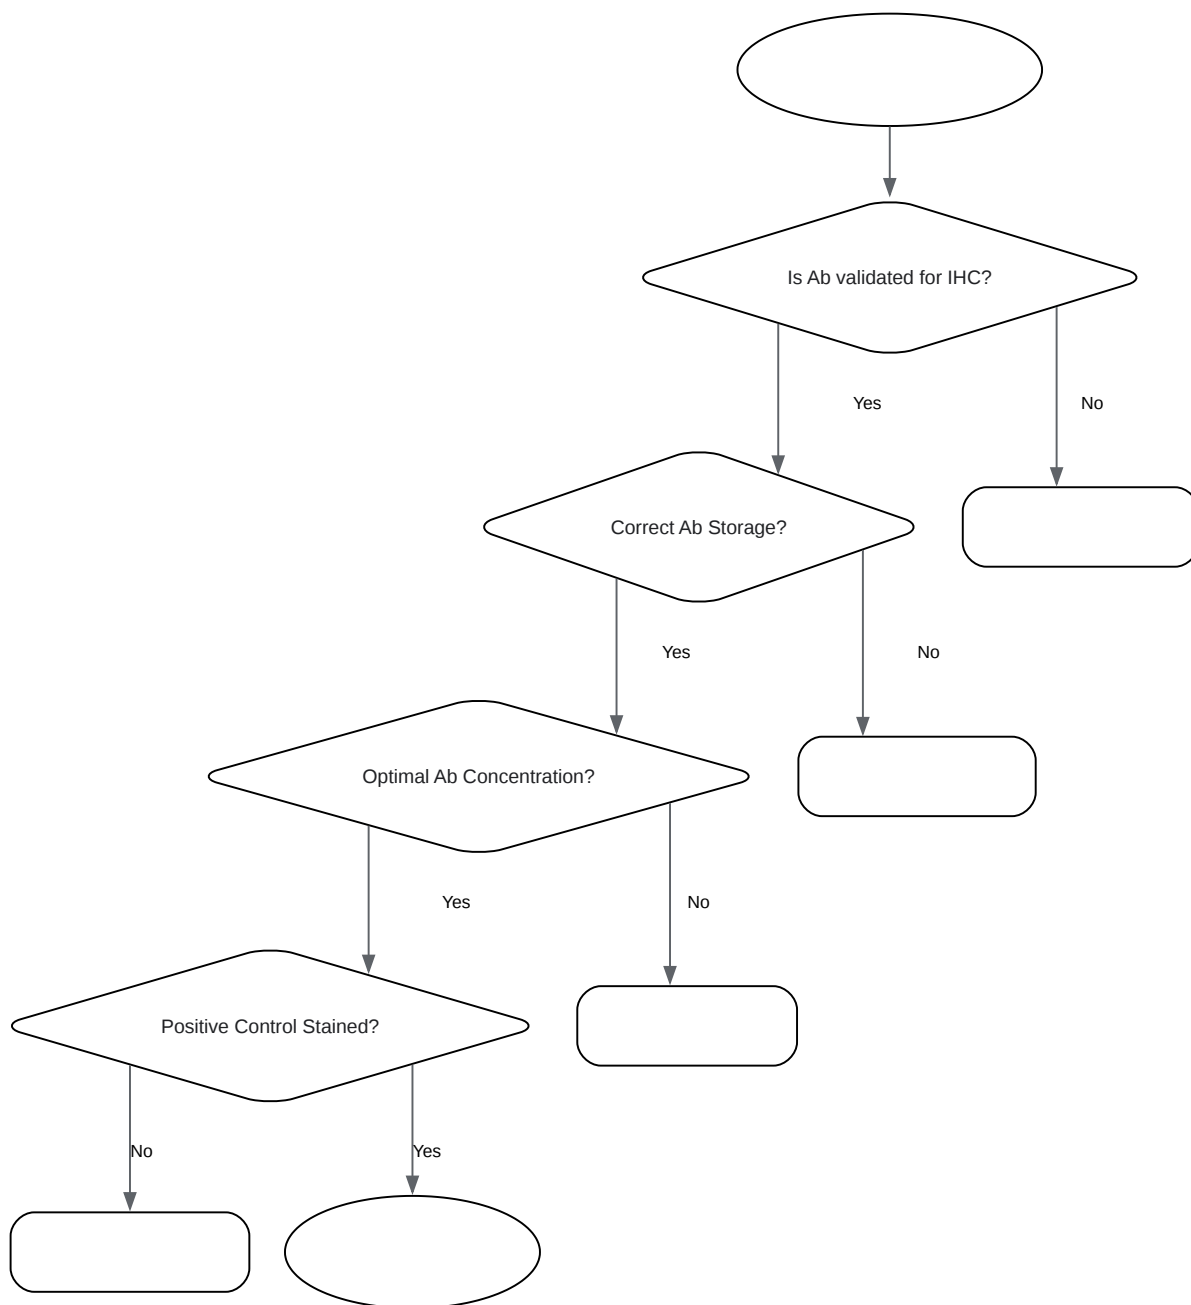 Is Ab validated for IHC?
Yes
No
Correct Ab Storage?
Yes
No
Optimal Ab Concentration?
Yes
No
Positive Control Stained?
No
Yes